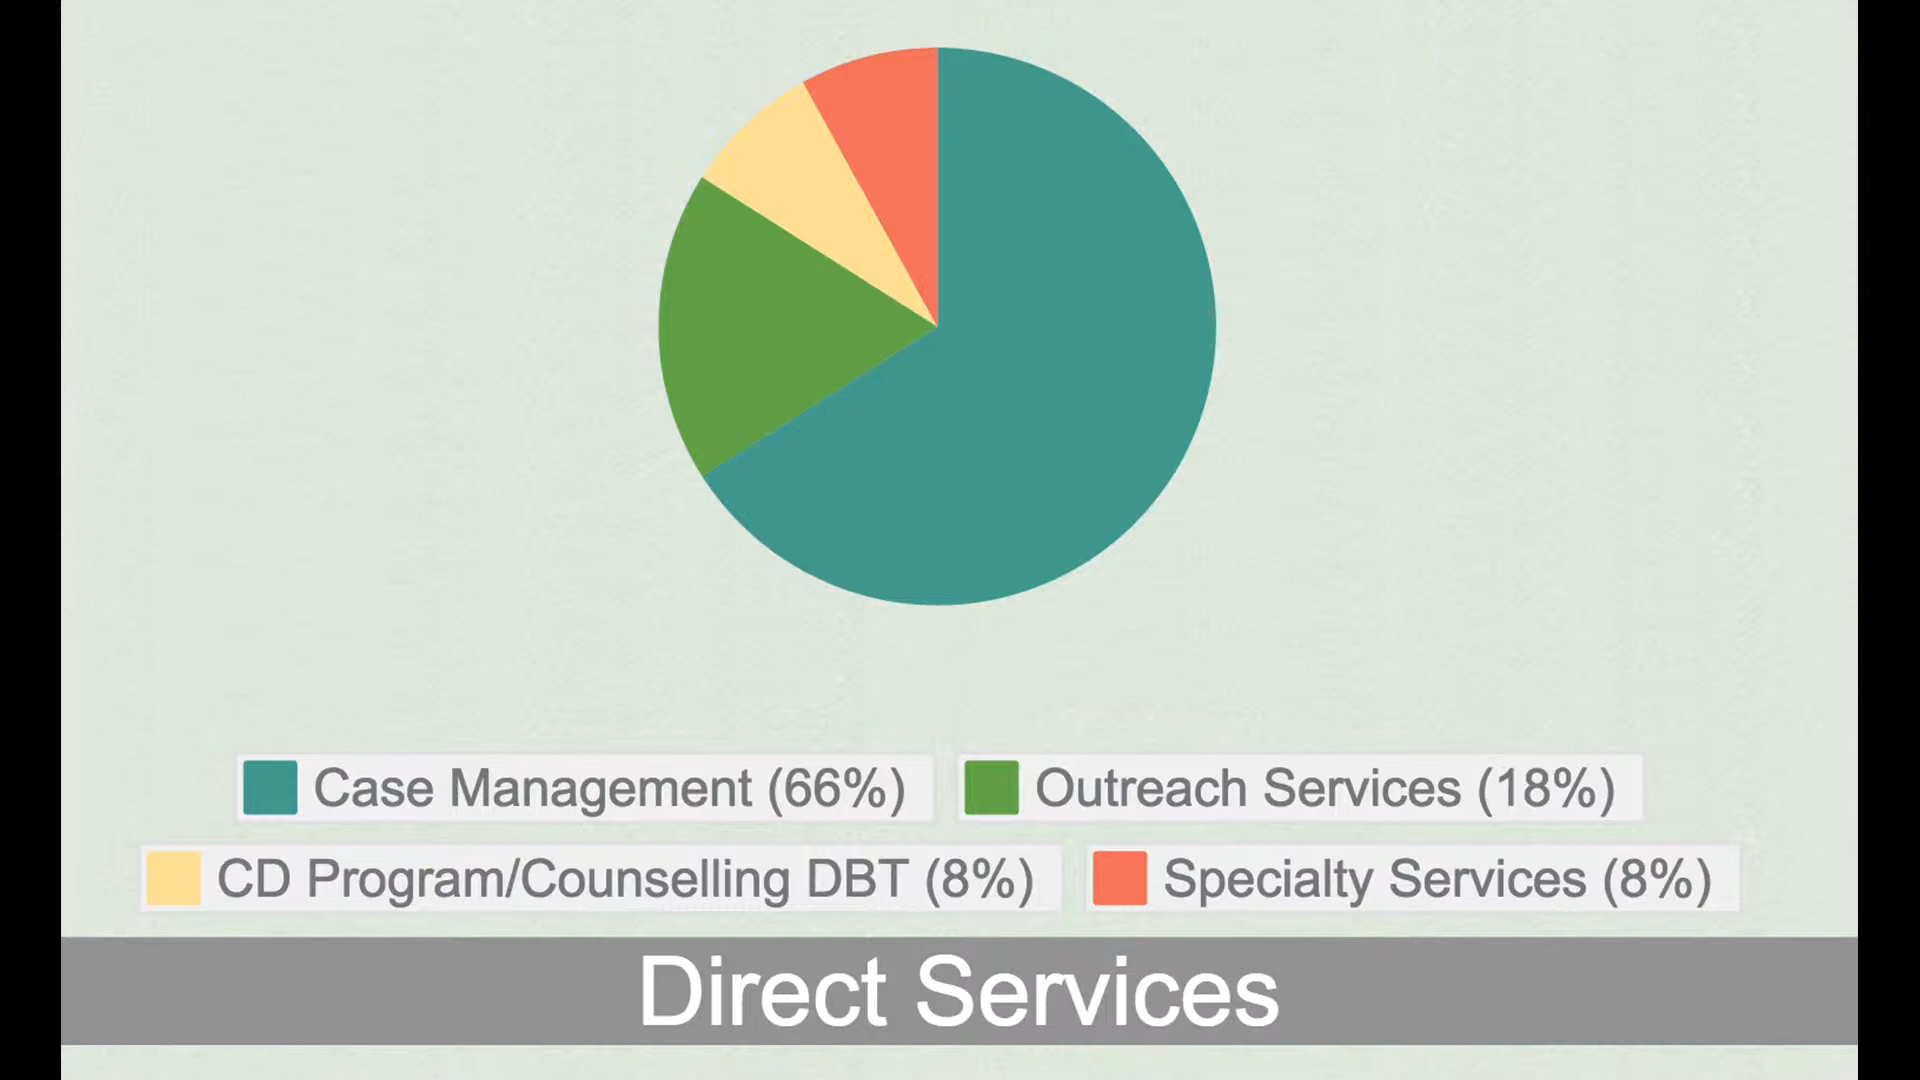 Case Management (66%) Outreach Services (18%)
CD Program/Counselling DBT (8%) Specialty Services (8%)
Direct Services